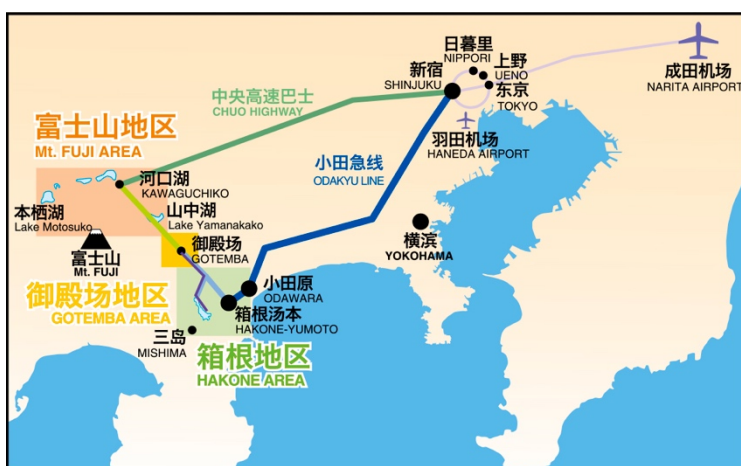 日暮里
NIPPORI
上野
UENO
新宿
SHINJUKU
东京
TOKYO
成田机场
NARITA AIRPORT
中央高速巴士
CHUO HIGHWAY
羽田机场
HANEDA AIRPORT
富士山地区
Mt. FUJI AREA
小田急线
ODAKYU LINE
河口湖
KAWAGUCHIKO
本栖湖
Lake Motosuko
山中湖
Lake Yamanakako
富士山
Mt. FUJI
御殿场
GOTEMBA
横滨
YOKOHAMA
御殿场地区
GOTEMBA AREA
小田原
ODAWARA
箱根汤本
HAKONE-YUMOTO
三岛
MISHIMA
箱根地区
HAKONE AREA